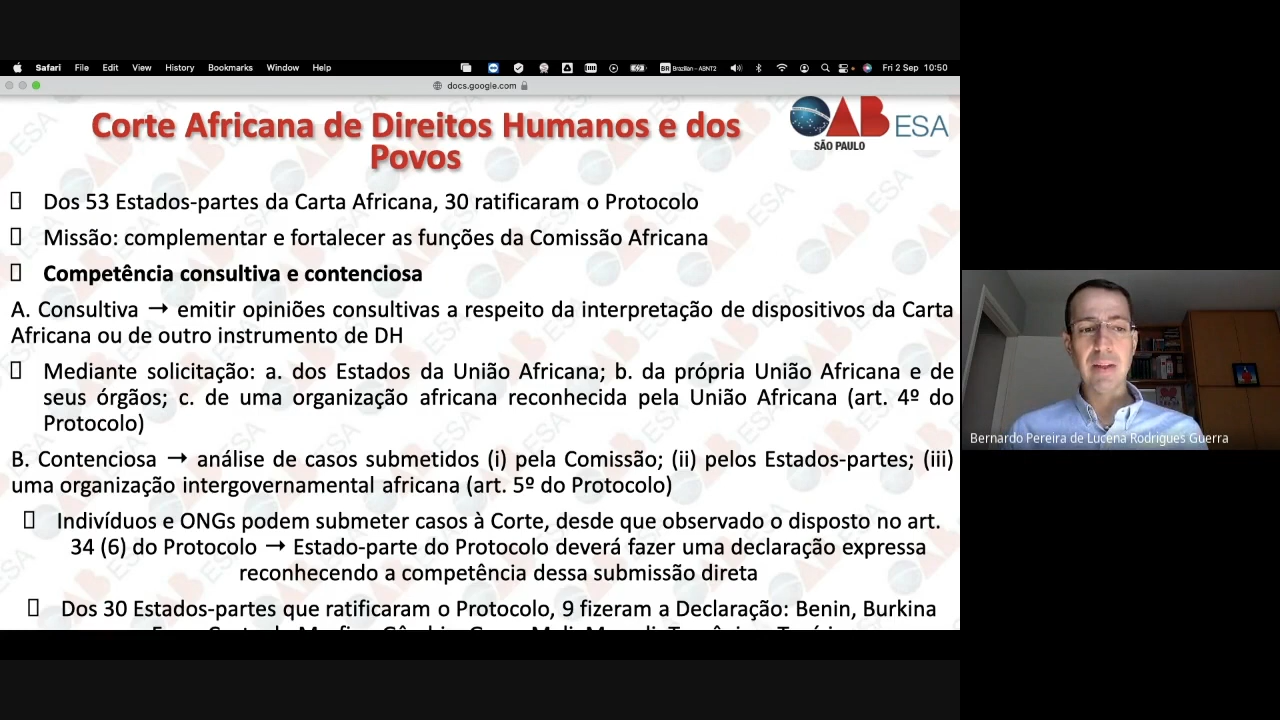 Safari File Edit View History Bookmarks Window Help BR Brazilian – ABNT2 Fri 2 Sep 10:50
docs.google.com
Corte Africana de Direitos Humanos e dos
Povos
OAB ESA
SÃO PAULO
Dos 53 Estados-partes da Carta Africana, 30 ratificaram o Protocolo
Missão: complementar e fortalecer as funções da Comissão Africana
Competência consultiva e contenciosa
A. Consultiva → emitir opiniões consultivas a respeito da interpretação de dispositivos da Carta
Africana ou de outro instrumento de DH
Mediante solicitação: a. dos Estados da União Africana; b. da própria União Africana e de
seus órgãos; c. de uma organização africana reconhecida pela União Africana (art. 4º do
Protocolo)
B. Contenciosa → análise de casos submetidos (i) pela Comissão; (ii) pelos Estados-partes; (iii)
uma organização intergovernamental africana (art. 5º do Protocolo)
Indivíduos e ONGs podem submeter casos à Corte, desde que observado o disposto no art.
34 (6) do Protocolo → Estado-parte do Protocolo deverá fazer uma declaração expressa
reconhecendo a competência dessa submissão direta
Dos 30 Estados-partes que ratificaram o Protocolo, 9 fizeram a Declaração: Benin, Burkina
Bernardo Pereira de Lucena Rodrigues Guerra